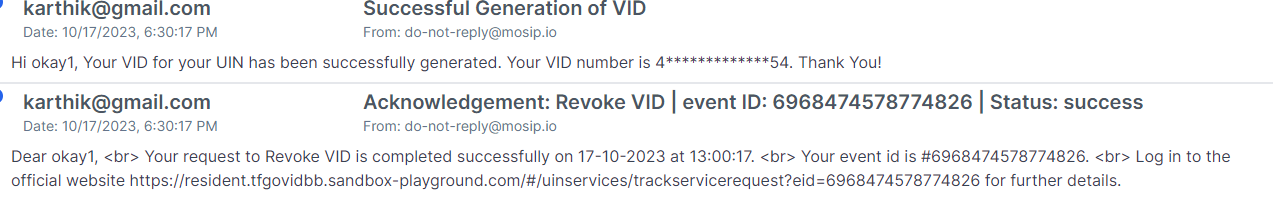 karthik@gmail.com Successful Generation of VID
Date: 10/17/2023, 6:30:17 PM From: do-not-reply@mosip.io
Hi okay1, Your VID for your UIN has been successfully generated. Your VID number is 4*************54. Thank You!
karthik@gmail.com Acknowledgement: Revoke VID | event ID: 6968474578774826 | Status: success
Date: 10/17/2023, 6:30:17 PM From: do-not-reply@mosip.io
Dear okay1, <br> Your request to Revoke VID is completed successfully on 17-10-2023 at 13:00:17. <br> Your event id is #6968474578774826. <br> Log in to the
official website https://resident.tfgovidbb.sandbox-playground.com/#/uinservices/trackservicerequest?eid=6968474578774826 for further details.